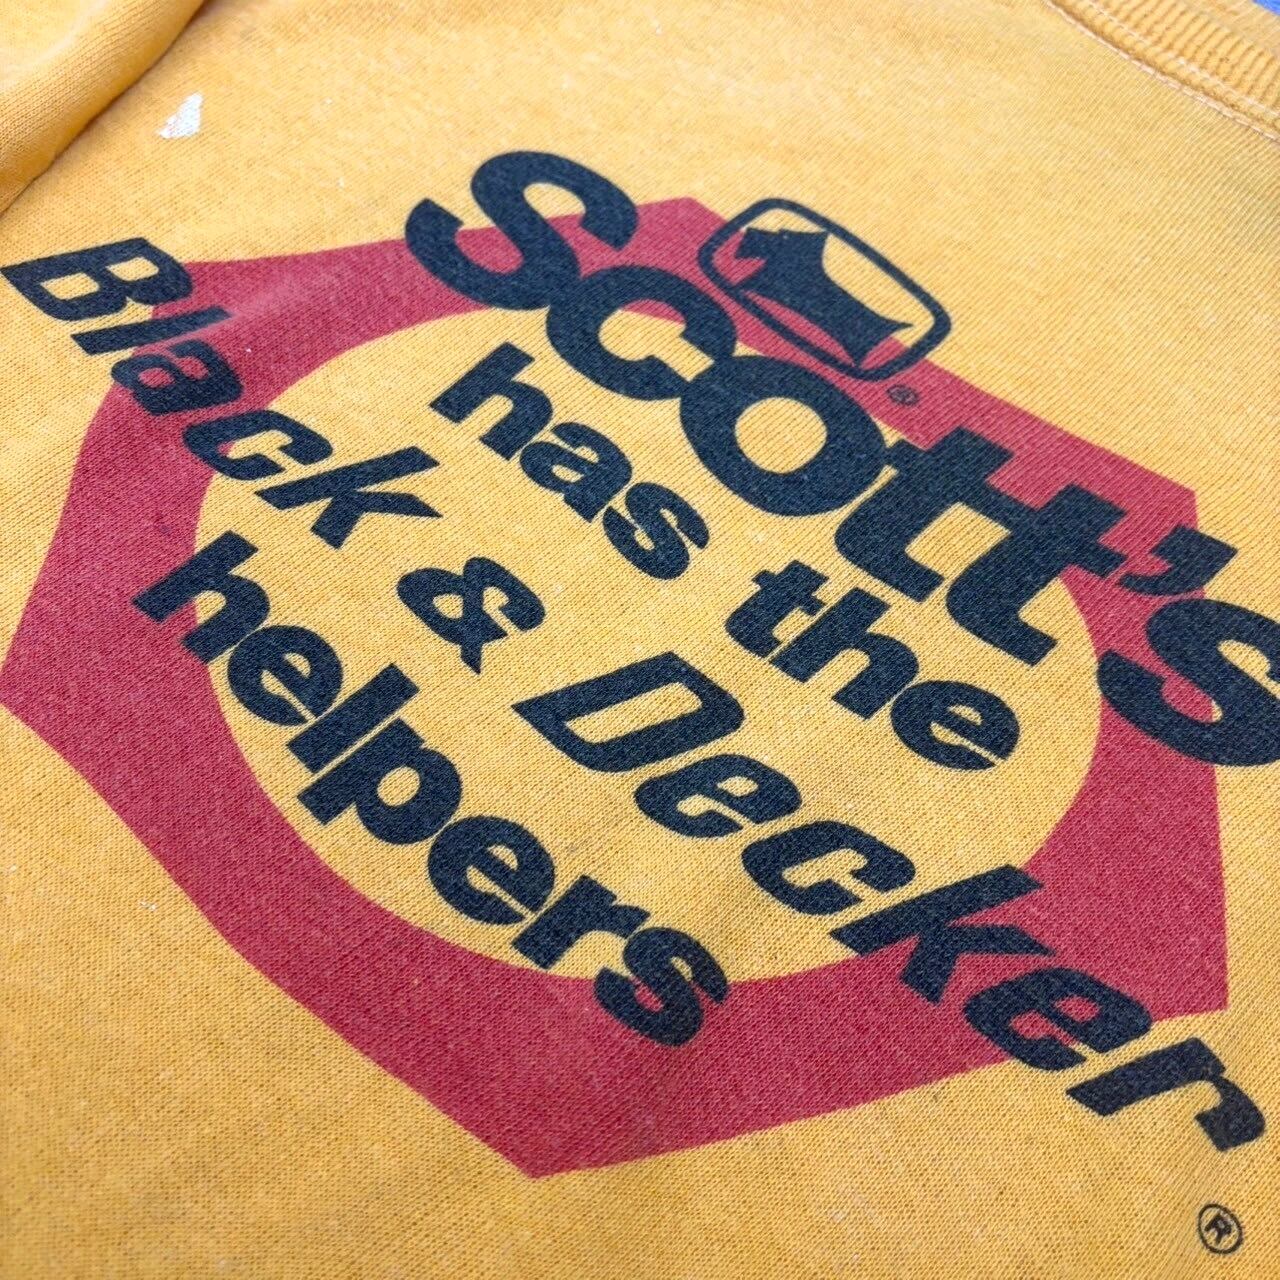 Scott's ®
has the
Black & Decker ®
helpers